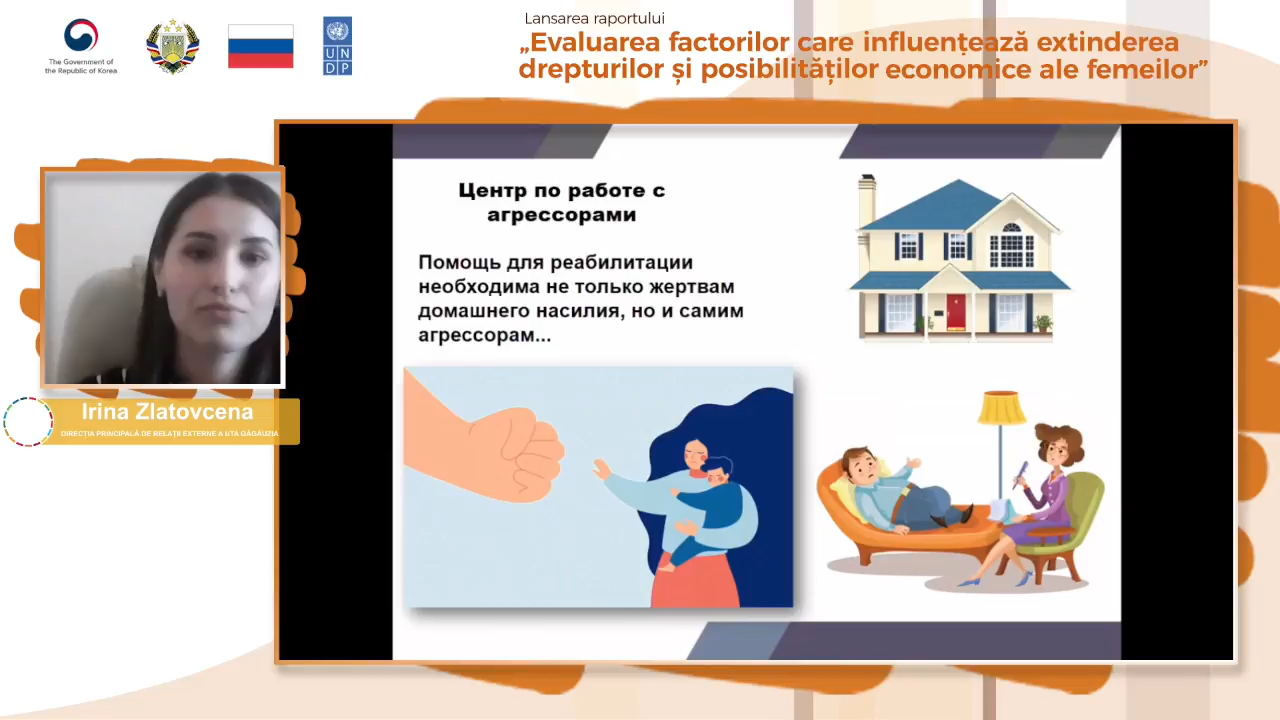 The Government of
the Republic of Korea
U N
D P
Lansarea raportului
„Evaluarea factorilor care influențează extinderea
drepturilor și posibilităților economice ale femeilor”
Центр по работе с
агрессорами
Помощь для реабилитации
необходима не только жертвам
домашнего насилия, но и самим
агрессорам...
Irina Zlatovcena
DIRECȚIA PRINCIPALĂ DE RELAȚII EXTERNE A UTA GĂGĂUZIA